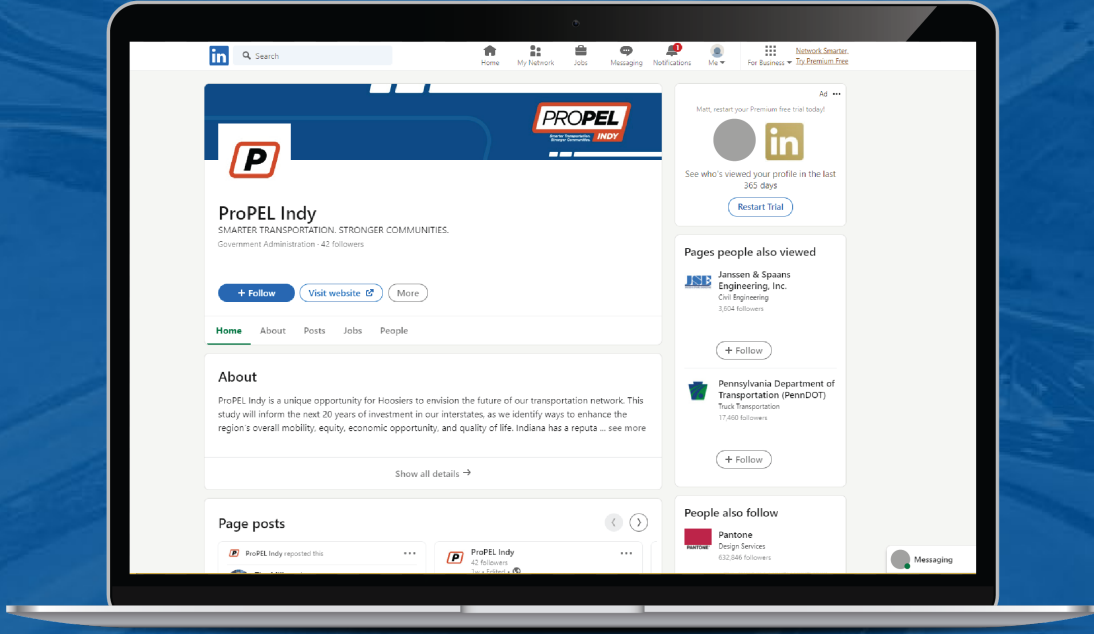 in
Search
Home
My Network
Jobs
Messaging
Notifications
1
Me
For Business
Network Smarter,
Try Premium Free
PROPEL
Smarter Transportation.
Stronger Communities.
INDY
P
ProPEL Indy
SMARTER TRANSPORTATION. STRONGER COMMUNITIES.
Government Administration · 42 followers
+ Follow
Visit website
More
Home
About
Posts
Jobs
People
About
ProPEL Indy is a unique opportunity for Hoosiers to envision the future of our transportation network. This
study will inform the next 20 years of investment in our interstates, as we identify ways to enhance the
region's overall mobility, equity, economic opportunity, and quality of life. Indiana has a reputa ... see more
Show all details →
Page posts
P
ProPEL Indy reposted this
P
ProPEL Indy
42 followers
Ad
Matt, restart your Premium free trial today!
in
See who's viewed your profile in the last
365 days
Restart Trial
Pages people also viewed
JSE
Janssen & Spaans
Engineering, Inc.
Civil Engineering
3,604 followers
+ Follow
Pennsylvania Department of
Transportation (PennDOT)
Truck Transportation
17,460 followers
+ Follow
People also follow
PANTONE
Pantone
Design Services
632,846 followers
Messaging